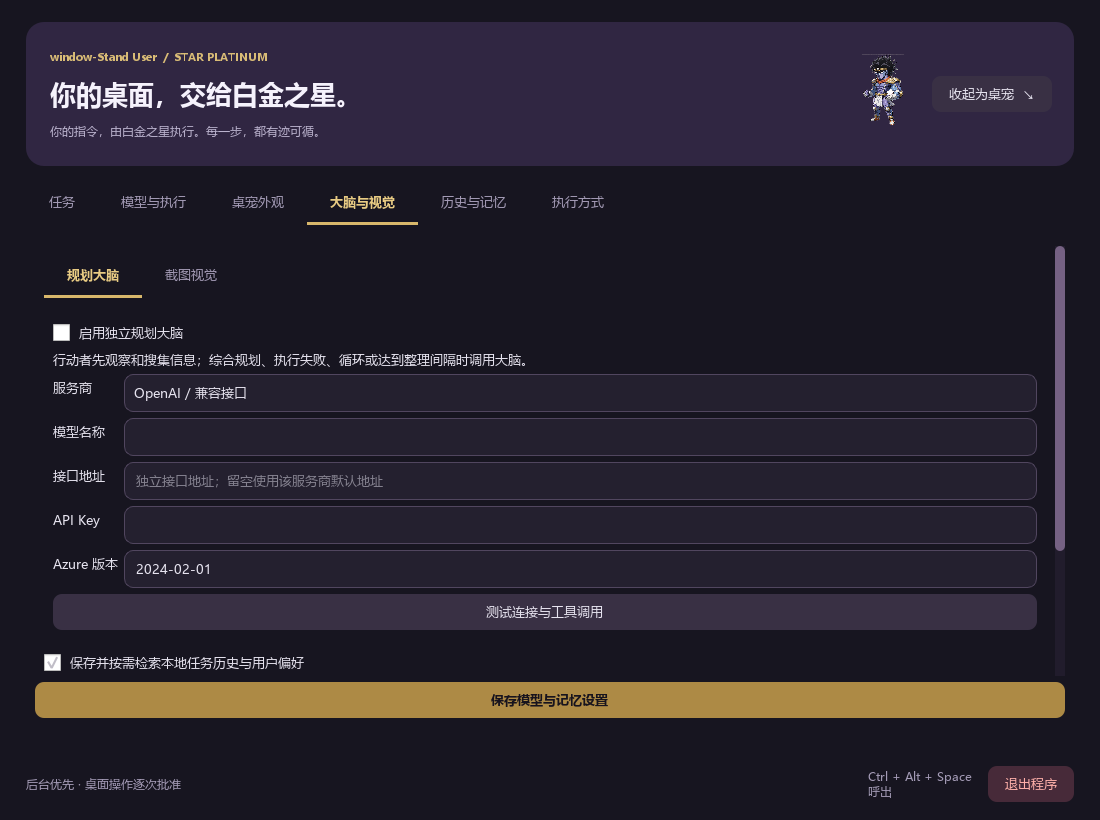 window-Stand User / STAR PLATINUM
你的桌面，交给白金之星。
你的指令，由白金之星执行。每一步，都有迹可循。
收起为桌宠 ↘
任务 模型与执行 桌宠外观 大脑与视觉 历史与记忆 执行方式
规划大脑 截图视觉
启用独立规划大脑
行动者先观察和搜集信息；综合规划、执行失败、循环或达到整理间隔时调用大脑。
服务商 OpenAI / 兼容接口
模型名称
接口地址 独立接口地址；留空使用该服务商默认地址
API Key
Azure 版本 2024-02-01
测试连接与工具调用
保存并按需检索本地任务历史与用户偏好
保存模型与记忆设置
后台优先 · 桌面操作逐次批准
Ctrl + Alt + Space
呼出
退出程序